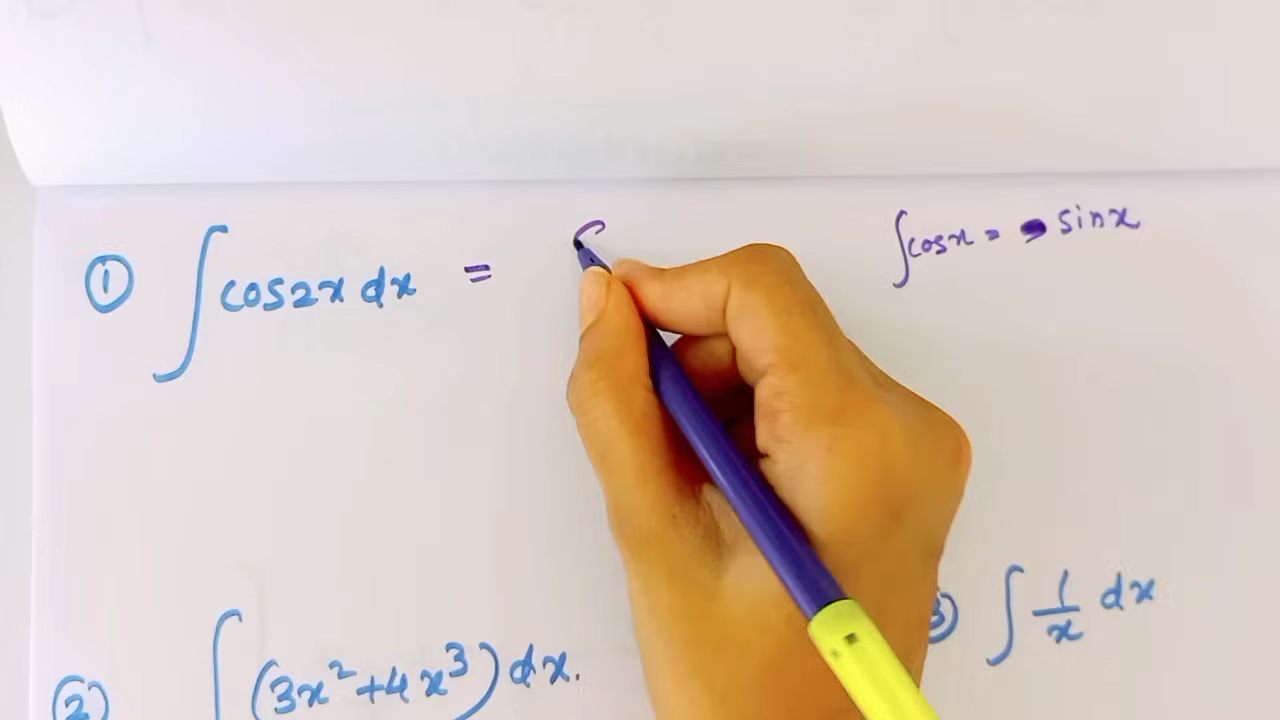 ① ∫cos2x dx =
∫cosx = sinx
② ∫(3x²+4x³)dx.
3) ∫ 1/x dx